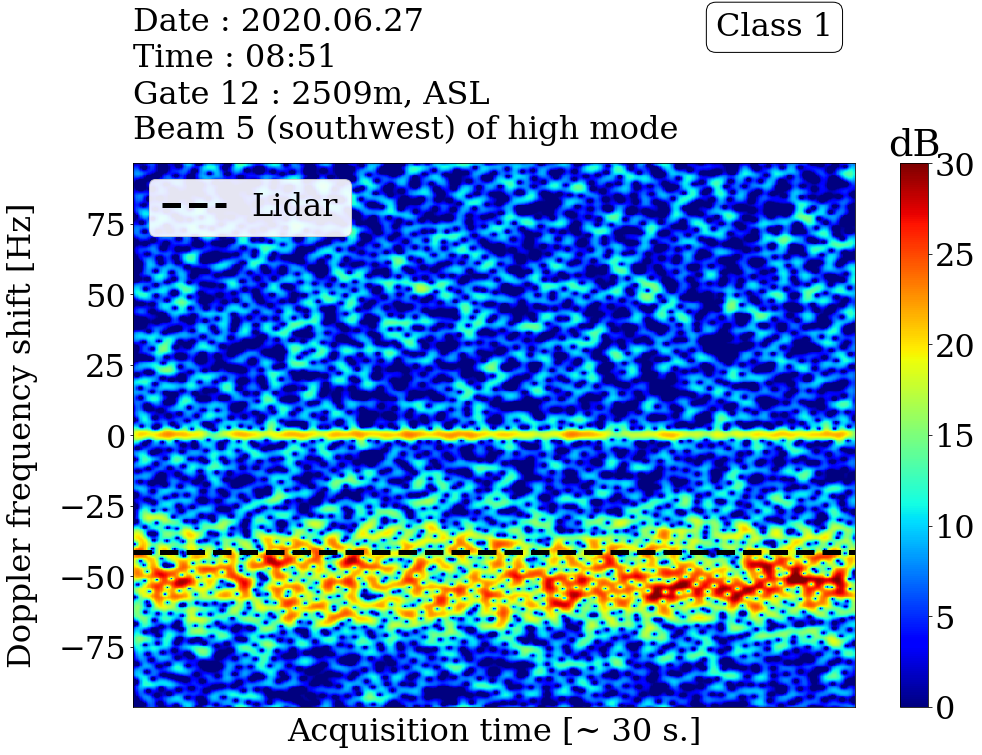 Date : 2020.06.27
Time : 08:51
Gate 12 : 2509m, ASL
Beam 5 (southwest) of high mode
Class 1
dB
Lidar
Doppler frequency shift [Hz]
75
50
25
0
−25
−50
−75
Acquisition time [~ 30 s.]
30
25
20
15
10
5
0